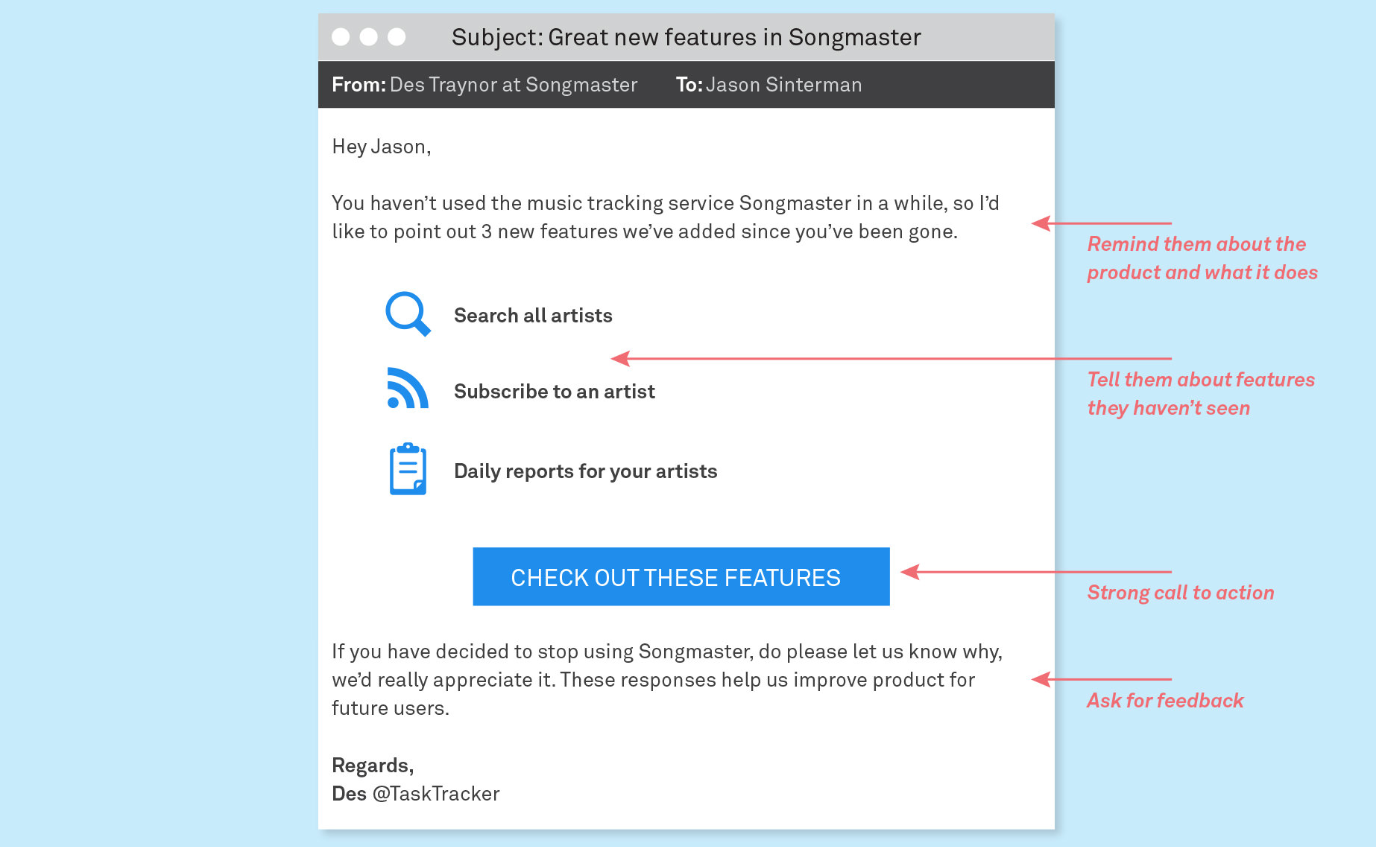 Subject: Great new features in Songmaster
From: Des Traynor at Songmaster To: Jason Sinterman
Hey Jason,
You haven’t used the music tracking service Songmaster in a while, so I’d
like to point out 3 new features we’ve added since you’ve been gone.
Remind them about the
product and what it does
Search all artists
Subscribe to an artist
Daily reports for your artists
Tell them about features
they haven’t seen
CHECK OUT THESE FEATURES
Strong call to action
If you have decided to stop using Songmaster, do please let us know why,
we’d really appreciate it. These responses help us improve product for
future users.
Ask for feedback
Regards,
Des @TaskTracker